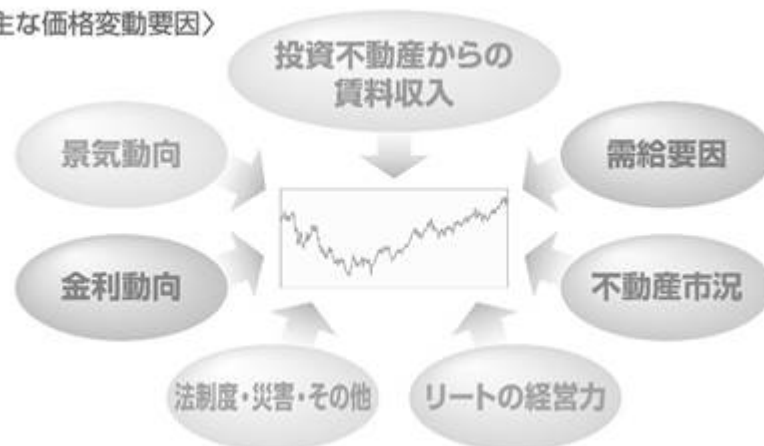 主な価格変動要因〉
投資不動産からの
賃料収入
景気動向
需給要因
金利動向
不動産市況
法制度・災害・その他
リートの経営力